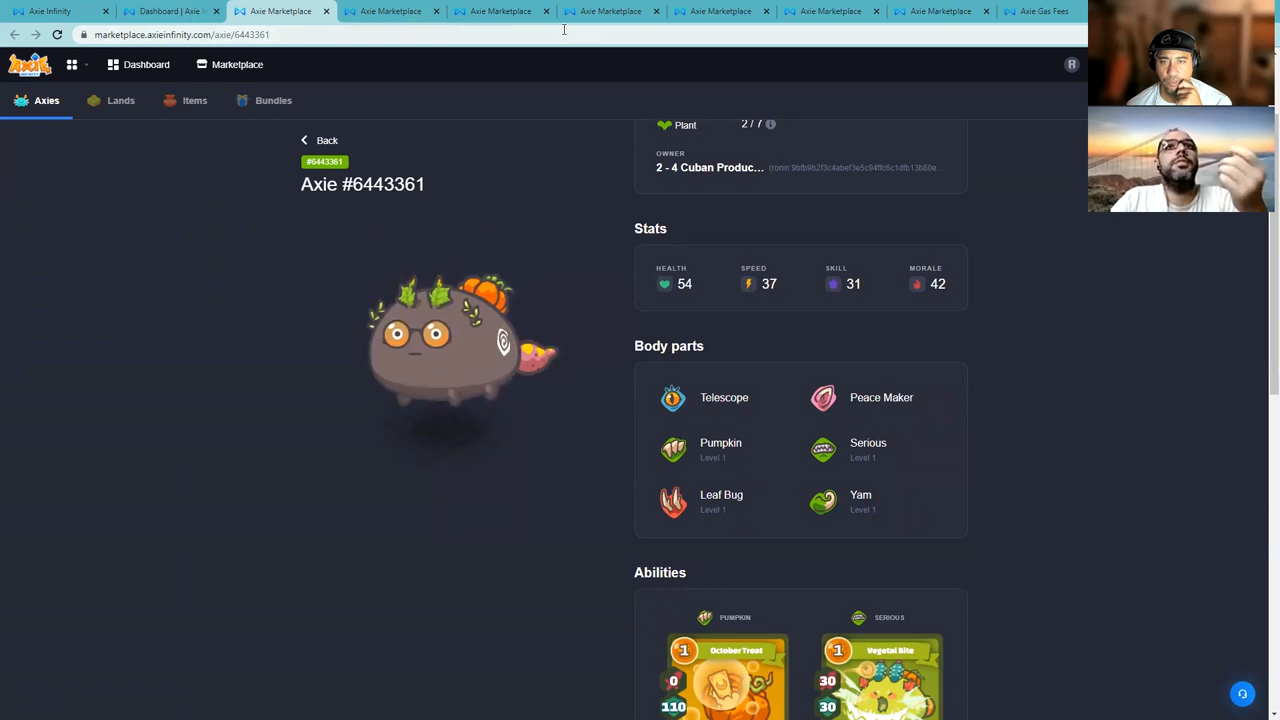 Axie Infinity
Dashboard | Axie I
Axie Marketplace
Axie Marketplace
Axie Marketplace
Axie Marketplace
Axie Marketplace
Axie Marketplace
Axie Marketplace
Axie Gas Fees
marketplace.axieinfinity.com/axie/6443361
AXIE
Dashboard
Marketplace
Axies
Lands
Items
Bundles
Back
#6443361
Axie #6443361
Plant
2 / 7
OWNER
2 - 4 Cuban Produc...
Stats
HEALTH
SPEED
SKILL
MORALE
54
37
31
42
Body parts
Telescope
Peace Maker
Pumpkin
Level 1
Serious
Level 1
Leaf Bug
Level 1
Yam
Level 1
Abilities
PUMPKIN
SERIOUS
1
October Treat
0
110
1
Vegetal Bite
30
30